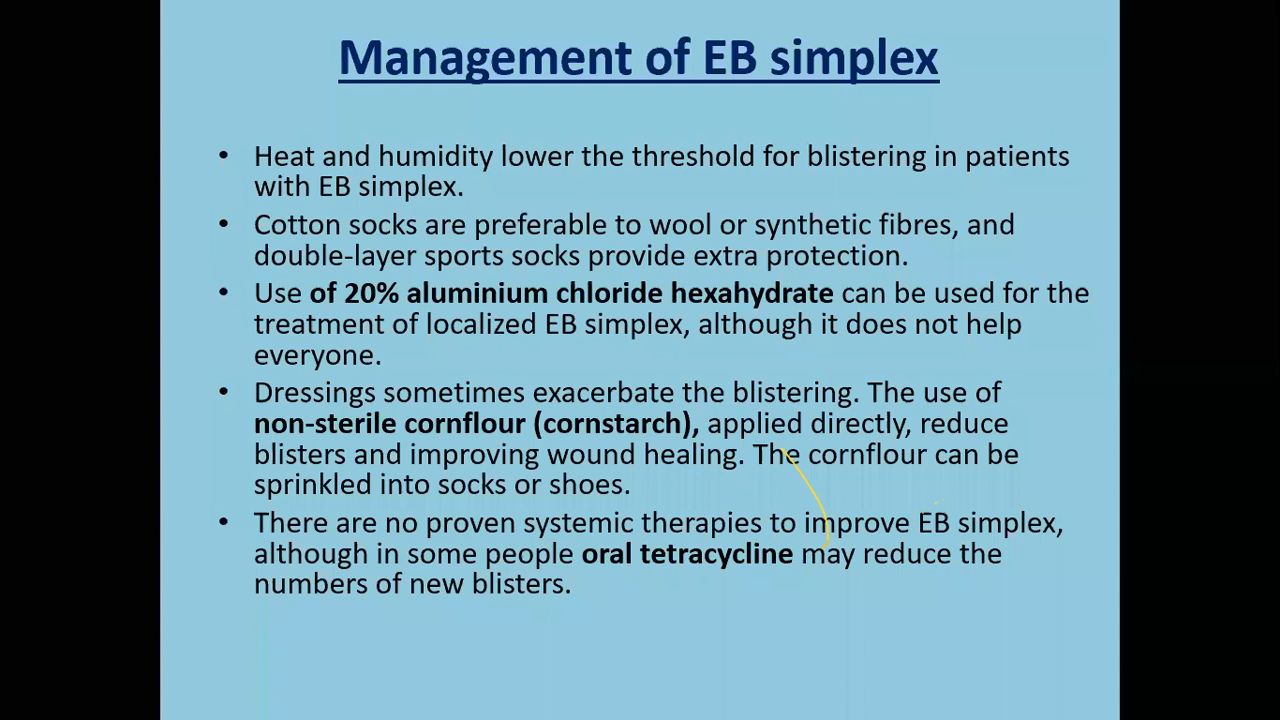 Management of EB simplex
• Heat and humidity lower the threshold for blistering in patients
with EB simplex.
• Cotton socks are preferable to wool or synthetic fibres, and
double-layer sports socks provide extra protection.
• Use of 20% aluminium chloride hexahydrate can be used for the
treatment of localized EB simplex, although it does not help
everyone.
• Dressings sometimes exacerbate the blistering. The use of
non-sterile cornflour (cornstarch), applied directly, reduce
blisters and improving wound healing. The cornflour can be
sprinkled into socks or shoes.
• There are no proven systemic therapies to improve EB simplex,
although in some people oral tetracycline may reduce the
numbers of new blisters.